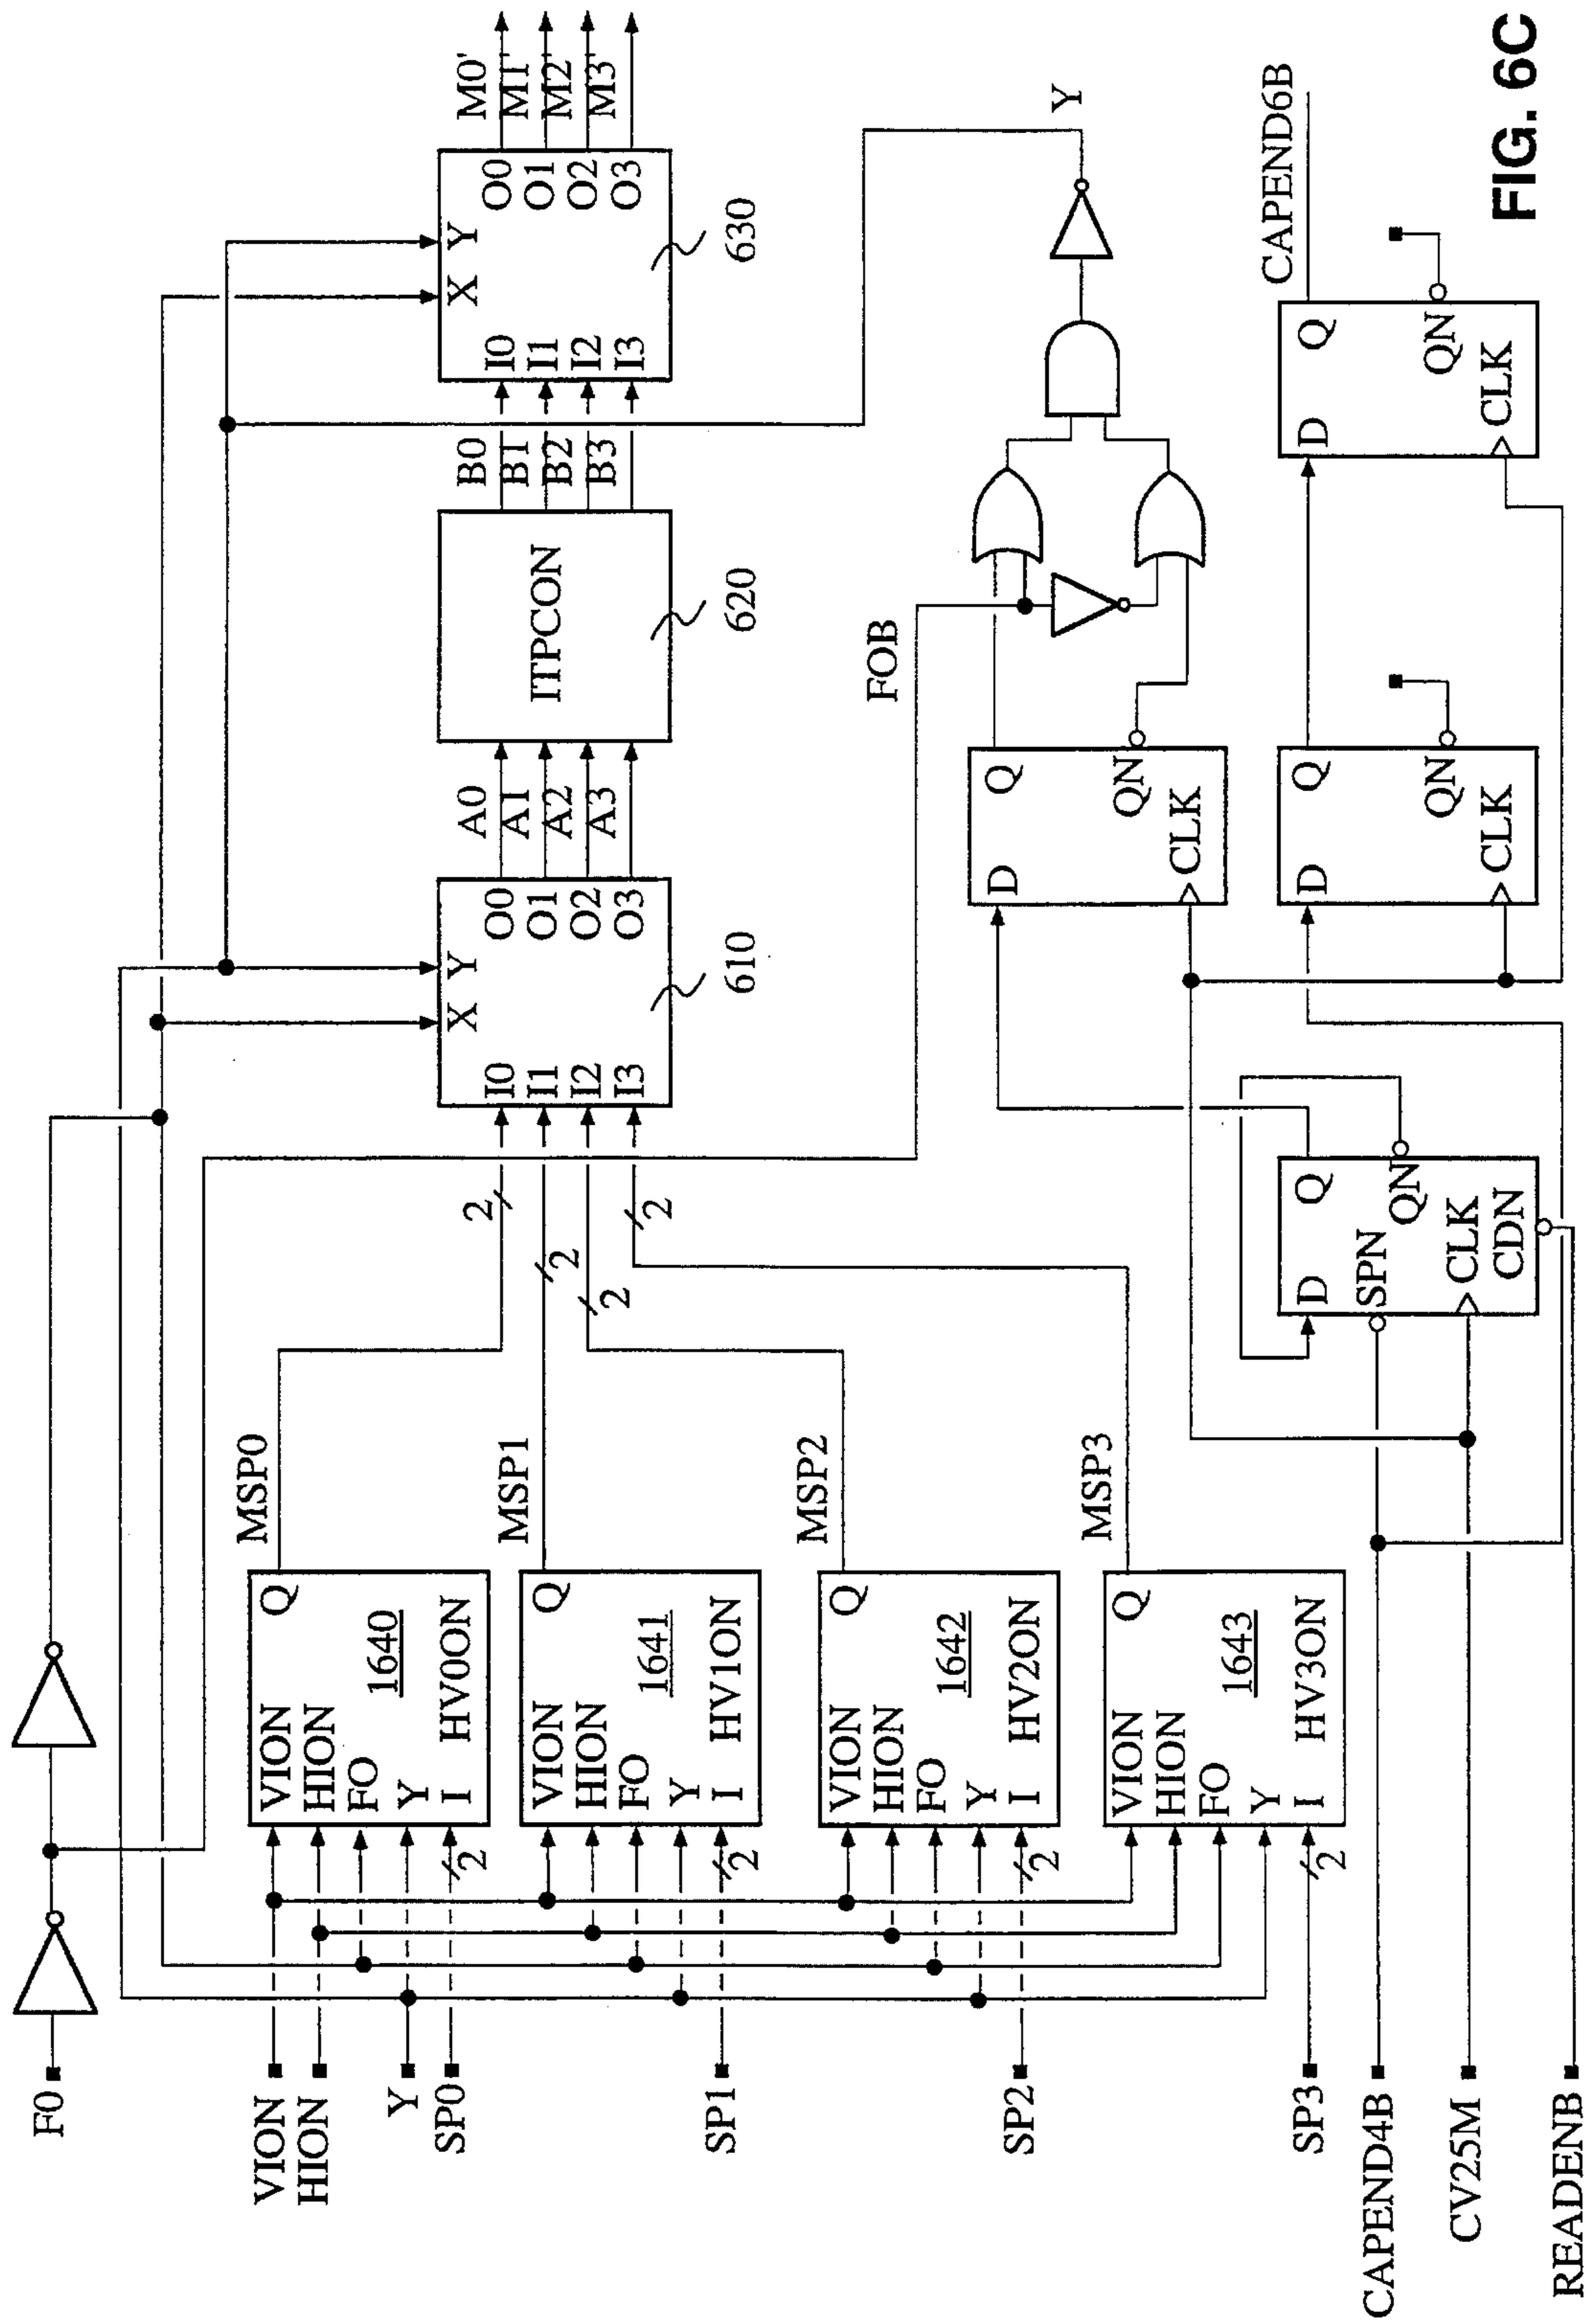 F0
VION
HION
Y
SP0
SP1
SP2
SP3
CAPEND4B
CV25M
READENB
VION
HION
FO
Y
I
Q
1640
HV0ON
2
MSP0
VION
HION
FO
Y
I
Q
1641
HV1ON
2
MSP1
VION
HION
FO
Y
I
Q
1642
HV2ON
2
MSP2
VION
HION
FO
Y
I
Q
1643
HV3ON
2
MSP3
2
2
2
2
X Y
I0 O0
I1 O1
I2 O2
I3 O3
610
A0
A1
A2
A3
ITPCON
620
B0
B1
B2
B3
X Y
I0 O0
I1 O1
I2 O2
I3 O3
630
M0'
M1'
M2'
M3'
FOB
Y
D Q
SPN
QN
CLK
CDN
D Q
QN
CLK
D Q
QN
CLK
D Q
QN
CLK
CAPEND6B
FIG. 6C